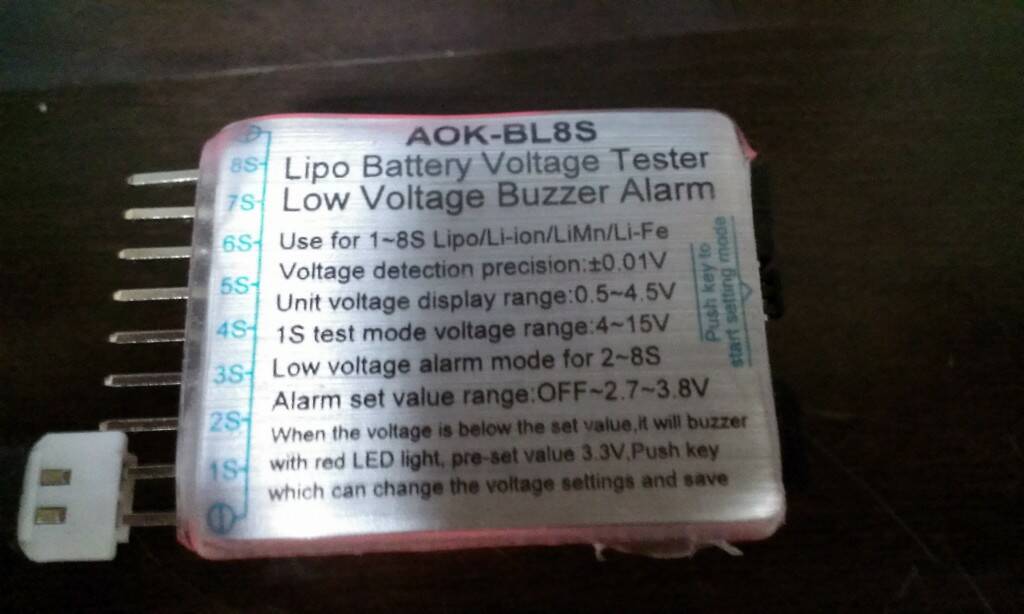 AOK-BL8S
Lipo Battery Voltage Tester
Low Voltage Buzzer Alarm
Use for 1~8S Lipo/Li-ion/LiMn/Li-Fe
Voltage detection precision:±0.01V
Unit voltage display range:0.5~4.5V
1S test mode voltage range:4~15V
Low voltage alarm mode for 2~8S
Alarm set value range:OFF~2.7~3.8V
When the voltage is below the set value,it will buzzer
with red LED light, pre-set value 3.3V,Push key
which can change the voltage settings and save
8S
7S
6S
5S
4S
3S
2S
1S
Push key to
start setting mode